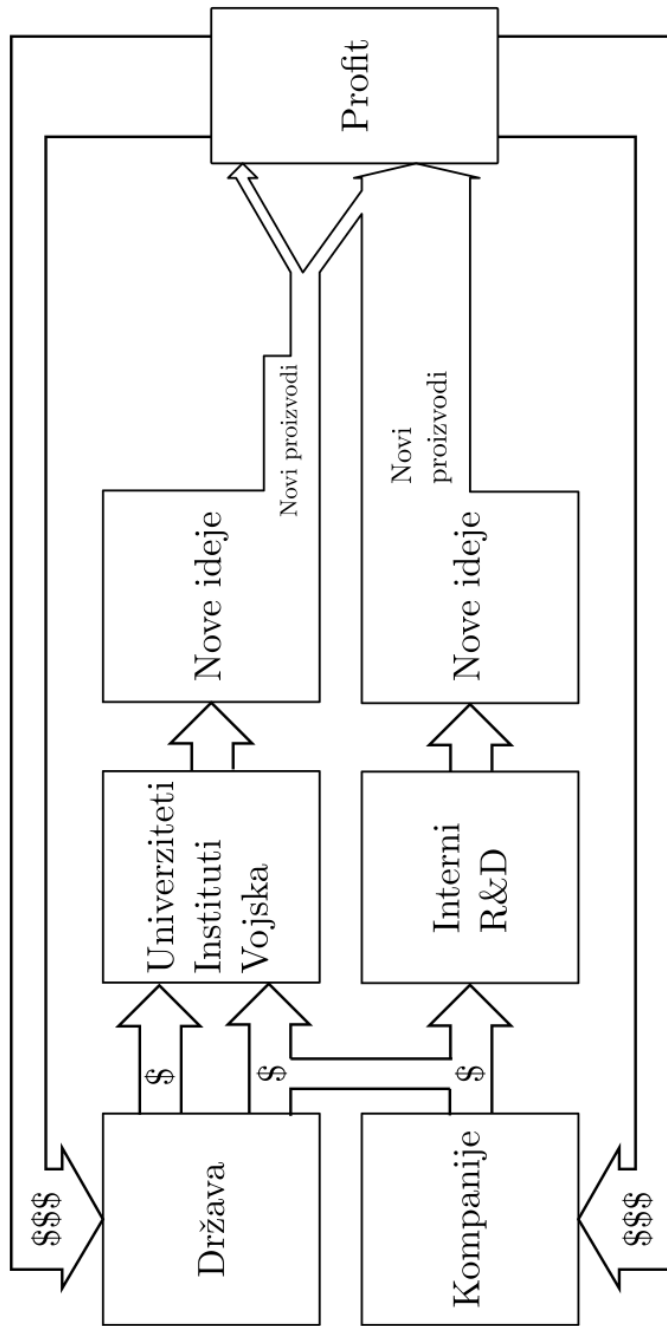 $$$
Država
$
$
Univerziteti
Instituti
Vojska
Nove ideje
Novi proizvodi
Profit
Kompanije
$
Interni
R&D
Nove ideje
Novi
proizvodi
$$$